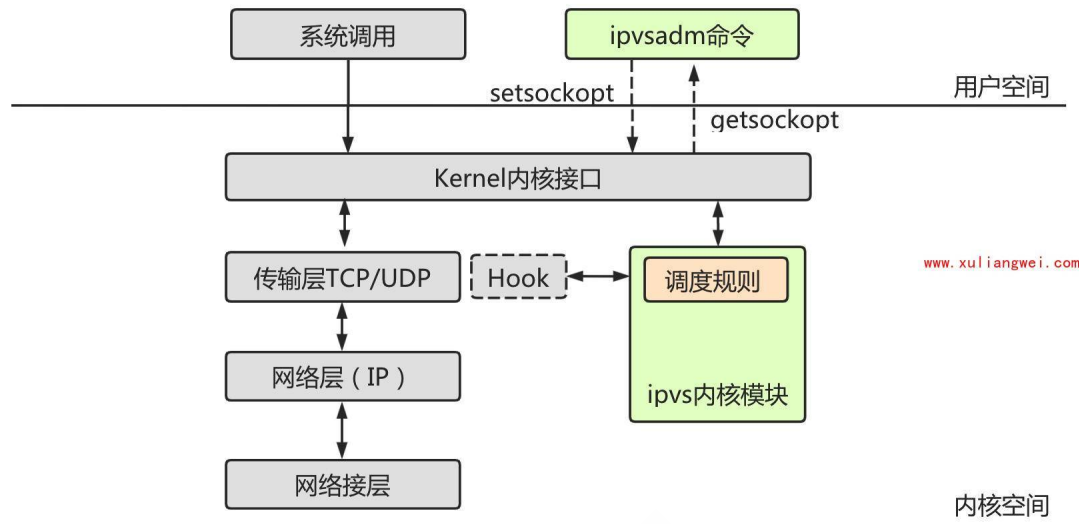 系统调用
ipvsadm命令
用户空间
setsockopt
getsockopt
Kernel内核接口
传输层TCP/UDP
Hook
调度规则
www.xuliangwei.com
网络层（IP）
ipvs内核模块
网络接层
内核空间